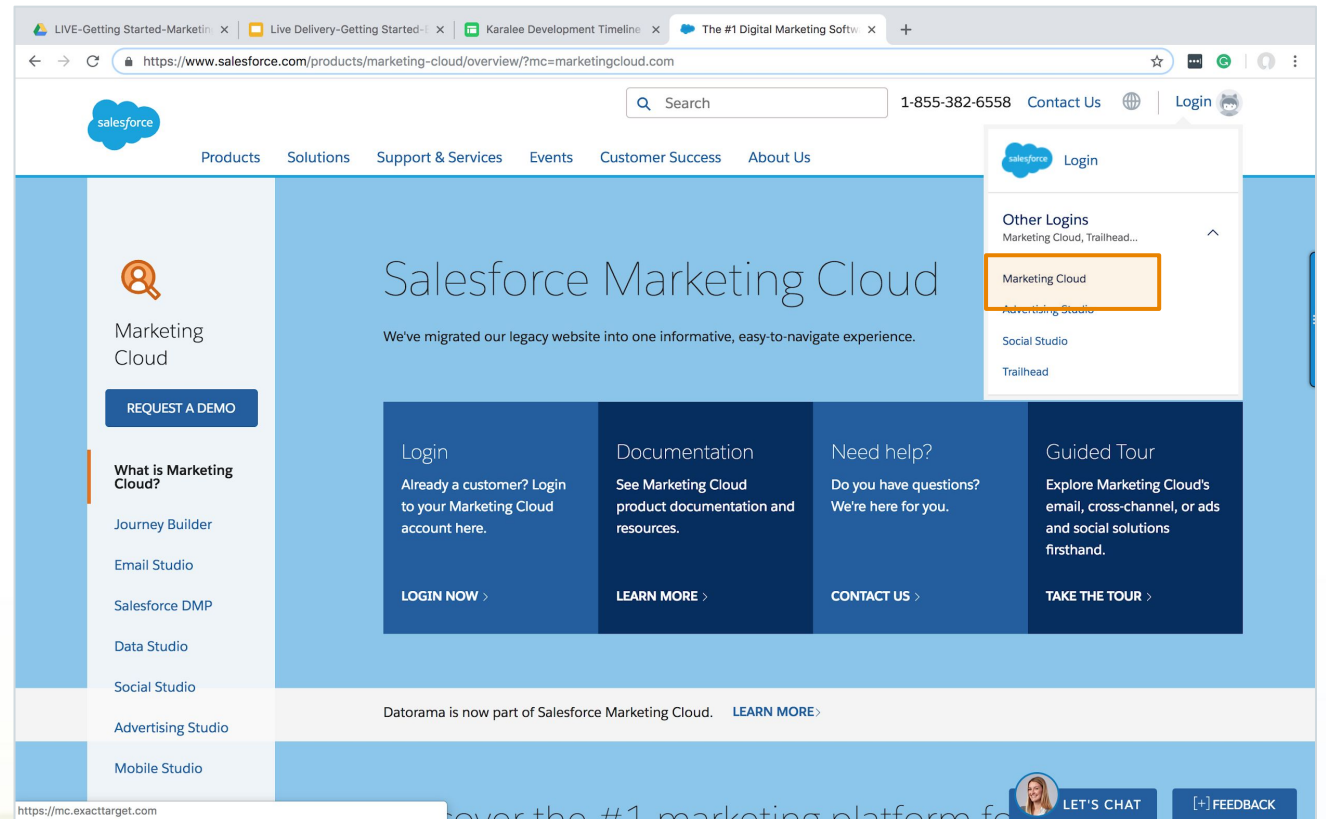 LIVE-Getting Started-Marketin
Live Delivery-Getting Started-E
Karalee Development Timeline
The #1 Digital Marketing Softw
https://www.salesforce.com/products/marketing-cloud/overview/?mc=marketingcloud.com
salesforce
Search
1-855-382-6558 Contact Us Login
Products Solutions Support & Services Events Customer Success About Us
salesforce Login
Other Logins
Marketing Cloud, Trailhead...
Marketing Cloud
Advertising Studio
Social Studio
Trailhead
Marketing
Cloud
REQUEST A DEMO
What is Marketing
Cloud?
Journey Builder
Email Studio
Salesforce DMP
Data Studio
Social Studio
Advertising Studio
Mobile Studio
Salesforce Marketing Cloud
We've migrated our legacy website into one informative, easy-to-navigate experience.
Login
Already a customer? Login
to your Marketing Cloud
account here.
LOGIN NOW >
Documentation
See Marketing Cloud
product documentation and
resources.
LEARN MORE >
Need help?
Do you have questions?
We're here for you.
CONTACT US >
Guided Tour
Explore Marketing Cloud's
email, cross-channel, or ads
and social solutions
firsthand.
TAKE THE TOUR >
Datorama is now part of Salesforce Marketing Cloud. LEARN MORE>
the #1 marketing platform
LET'S CHAT
[+] FEEDBACK
https://mc.exacttarget.com